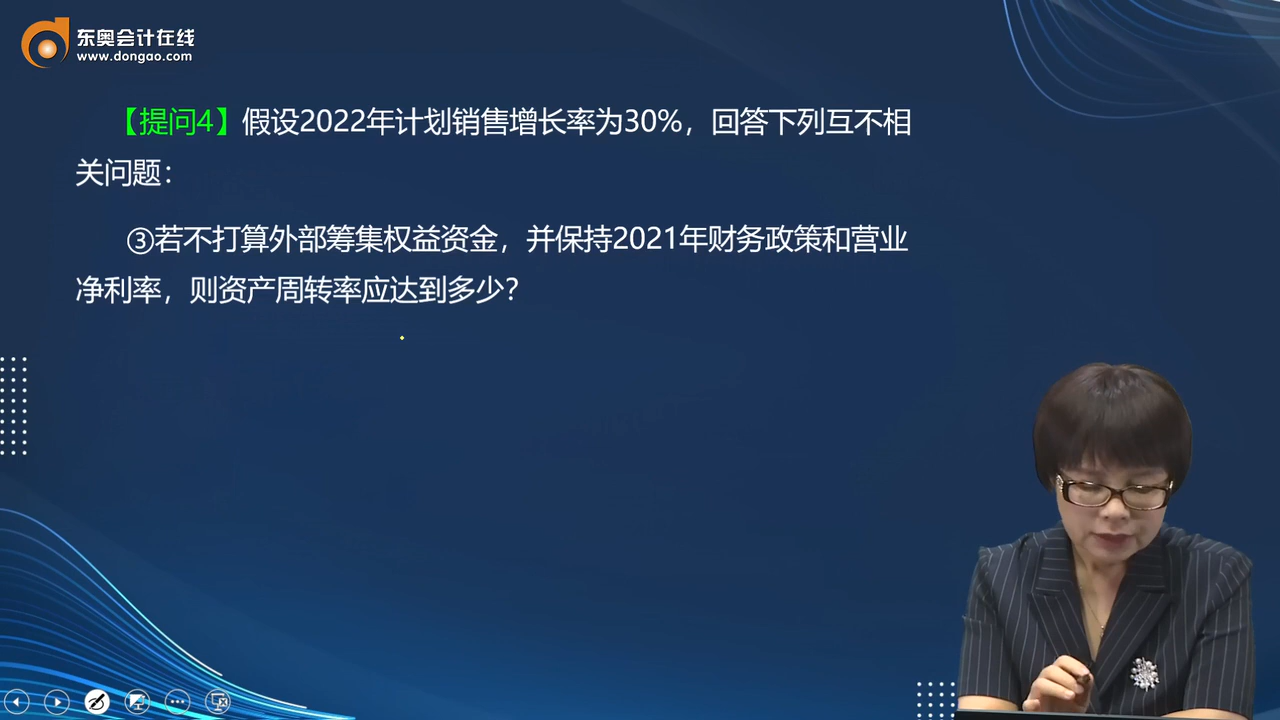 东奥会计在线
www.dongao.com
【提问4】假设2022年计划销售增长率为30%，回答下列互不相
关问题：
③若不打算外部筹集权益资金，并保持2021年财务政策和营业
净利率，则资产周转率应达到多少？